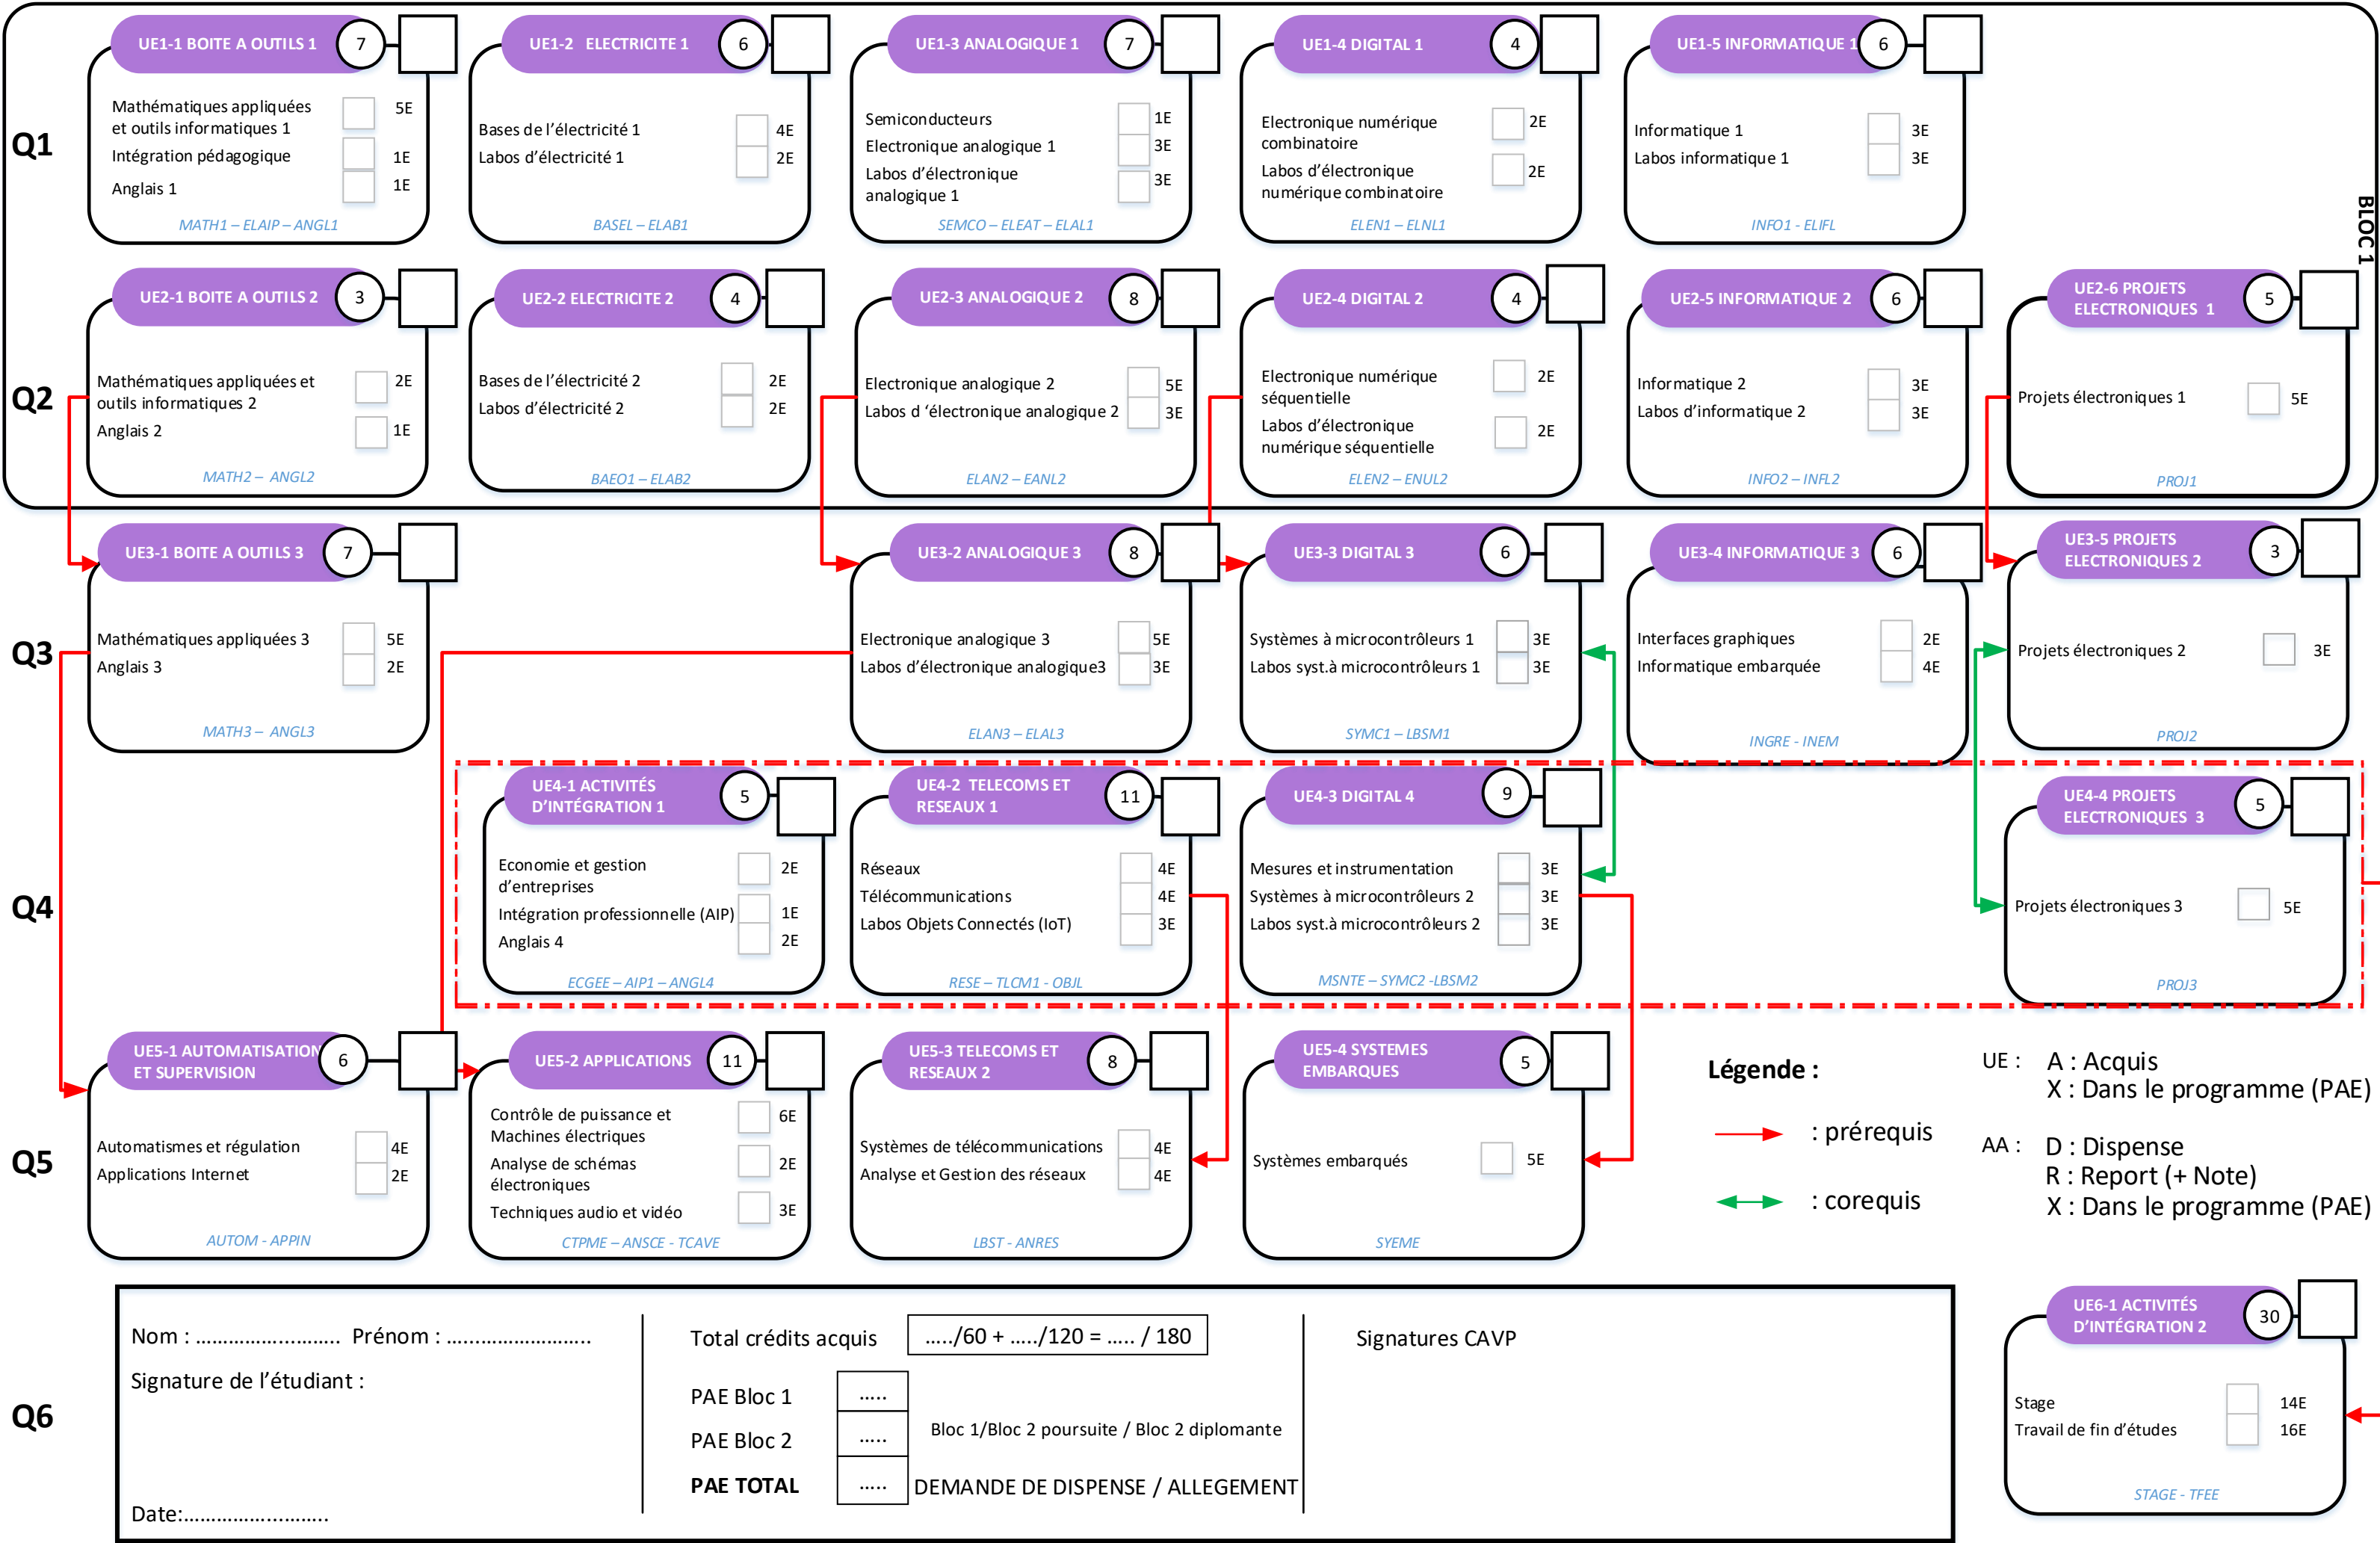 Q1
UE1-1 BOITE A OUTILS 1
7
Mathématiques appliquées
et outils informatiques 1
5E
Intégration pédagogique
1E
Anglais 1
1E
MATH1 – ELAIP – ANGL1
UE1-2 ELECTRICITE 1
6
Bases de l’électricité 1
4E
Labos d’électricité 1
2E
BASEL – ELAB1
UE1-3 ANALOGIQUE 1
7
Semiconducteurs
1E
Electronique analogique 1
3E
Labos d’électronique
analogique 1
3E
SEMCO – ELEAT – ELAL1
UE1-4 DIGITAL 1
4
Electronique numérique
combinatoire
2E
Labos d’électronique
numérique combinatoire
2E
ELEN1 – ELNL1
UE1-5 INFORMATIQUE 1
6
Informatique 1
3E
Labos informatique 1
3E
INFO1 - ELIFL
BLOC 1
Q2
UE2-1 BOITE A OUTILS 2
3
Mathématiques appliquées et
outils informatiques 2
2E
Anglais 2
1E
MATH2 – ANGL2
UE2-2 ELECTRICITE 2
4
Bases de l’électricité 2
2E
Labos d’électricité 2
2E
BAEO1 – ELAB2
UE2-3 ANALOGIQUE 2
8
Electronique analogique 2
5E
Labos d ‘électronique analogique 2
3E
ELAN2 – EANL2
UE2-4 DIGITAL 2
4
Electronique numérique
séquentielle
2E
Labos d’électronique
numérique séquentielle
2E
ELEN2 – ENUL2
UE2-5 INFORMATIQUE 2
6
Informatique 2
3E
Labos d’informatique 2
3E
INFO2 – INFL2
UE2-6 PROJETS
ELECTRONIQUES 1
5
Projets électroniques 1
5E
PROJ1
Q3
UE3-1 BOITE A OUTILS 3
7
Mathématiques appliquées 3
5E
Anglais 3
2E
MATH3 – ANGL3
UE3-2 ANALOGIQUE 3
8
Electronique analogique 3
5E
Labos d’électronique analogique3
3E
ELAN3 – ELAL3
UE3-3 DIGITAL 3
6
Systèmes à microcontrôleurs 1
3E
Labos syst.à microcontrôleurs 1
3E
SYMC1 – LBSM1
UE3-4 INFORMATIQUE 3
6
Interfaces graphiques
2E
Informatique embarquée
4E
INGRE - INEM
UE3-5 PROJETS
ELECTRONIQUES 2
3
Projets électroniques 2
3E
PROJ2
Q4
UE4-1 ACTIVITÉS
D’INTÉGRATION 1
5
Economie et gestion
d’entreprises
2E
Intégration professionnelle (AIP)
1E
Anglais 4
2E
ECGEE – AIP1 – ANGL4
UE4-2 TELECOMS ET
RESEAUX 1
11
Réseaux
4E
Télécommunications
4E
Labos Objets Connectés (IoT)
3E
RESE – TLCM1 - OBJL
UE4-3 DIGITAL 4
9
Mesures et instrumentation
3E
Systèmes à microcontrôleurs 2
3E
Labos syst.à microcontrôleurs 2
3E
MSNTE – SYMC2 -LBSM2
UE4-4 PROJETS
ELECTRONIQUES 3
5
Projets électroniques 3
5E
PROJ3
Q5
UE5-1 AUTOMATISATION
ET SUPERVISION
6
Automatismes et régulation
4E
Applications Internet
2E
AUTOM - APPIN
UE5-2 APPLICATIONS
11
Contrôle de puissance et
Machines électriques
6E
Analyse de schémas
électroniques
2E
Techniques audio et vidéo
3E
CTPME – ANSCE - TCAVE
UE5-3 TELECOMS ET
RESEAUX 2
8
Systèmes de télécommunications
4E
Analyse et Gestion des réseaux
4E
LBST - ANRES
UE5-4 SYSTEMES
EMBARQUES
5
Systèmes embarqués
5E
SYEME
Légende :
: prérequis
: corequis
UE : A : Acquis
X : Dans le programme (PAE)
AA : D : Dispense
R : Report (+ Note)
X : Dans le programme (PAE)
Q6
Nom : .......................... Prénom : ..........................
Signature de l’étudiant :
Date:..........................
Total crédits acquis
...../60 + ...../120 = ..... / 180
PAE Bloc 1
.....
PAE Bloc 2
.....
Bloc 1/Bloc 2 poursuite / Bloc 2 diplomante
PAE TOTAL
.....
DEMANDE DE DISPENSE / ALLEGEMENT
Signatures CAVP
UE6-1 ACTIVITÉS
D’INTÉGRATION 2
30
Stage
14E
Travail de fin d’études
16E
STAGE - TFEE